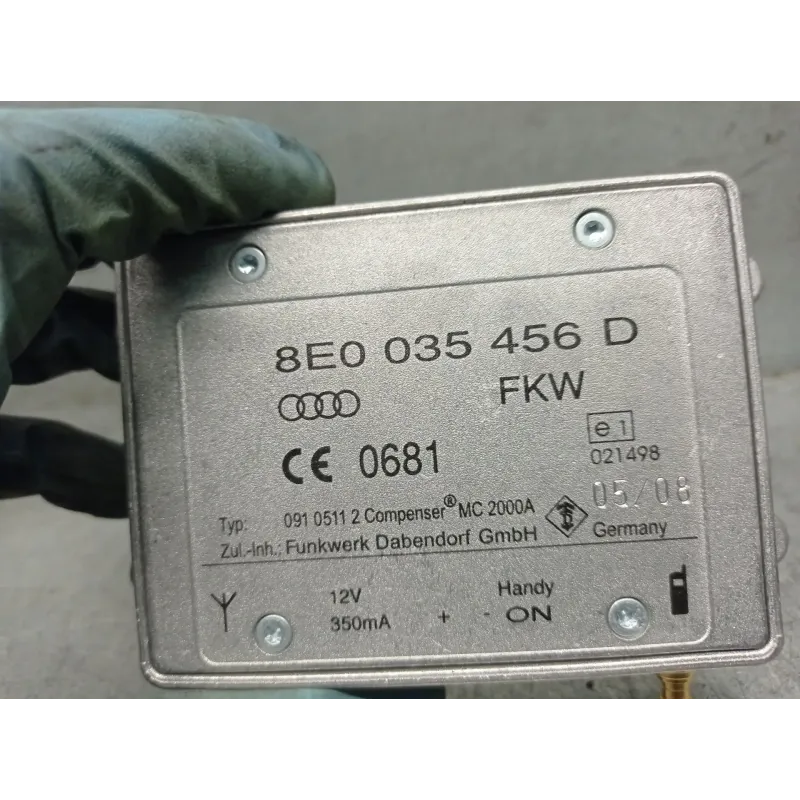 8E0 035 456 D
FKW
CE 0681
e 1
021498
05/08
Typ: 091 0511 2 Compenser® MC 2000A
Zul.-Inh.: Funkwerk Dabendorf GmbH
Germany
12V
350mA
+ -
Handy
ON